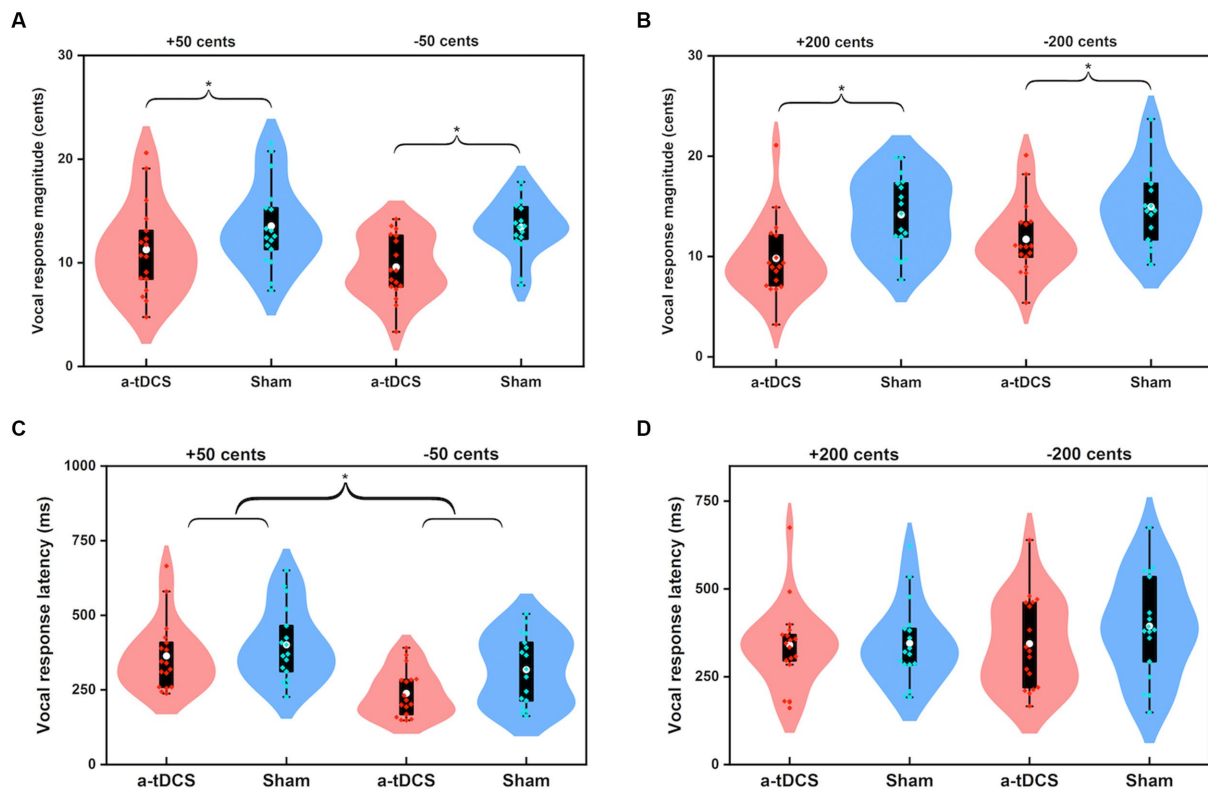 A
+50 cents -50 cents
Vocal response magnitude (cents)
30
20
10
0
*
*
a-tDCS Sham a-tDCS Sham
B
+200 cents -200 cents
Vocal response magnitude (cents)
30
20
10
0
*
*
a-tDCS Sham a-tDCS Sham
C
+50 cents -50 cents
Vocal response latency (ms)
1000
750
500
250
0
*
a-tDCS Sham a-tDCS Sham
D
+200 cents -200 cents
Vocal response latency (ms)
750
500
250
0
a-tDCS Sham a-tDCS Sham